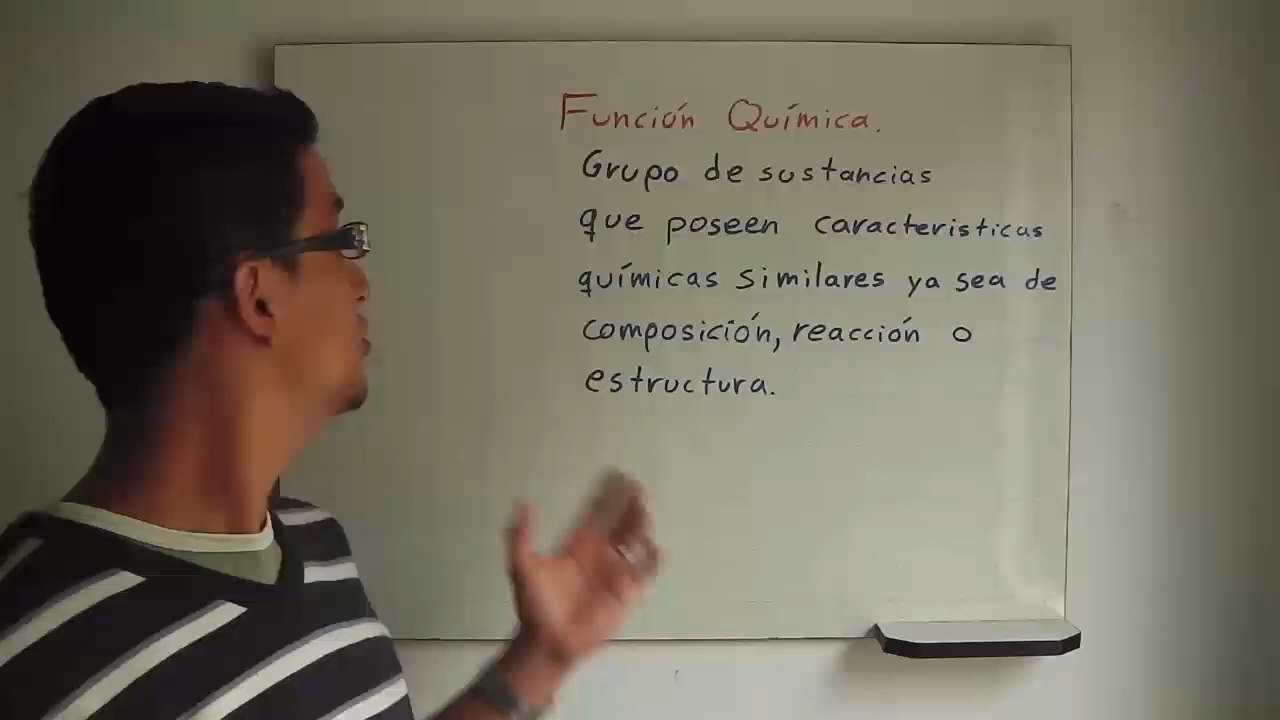 Función Química.
Grupo de sustancias
que poseen caracteristicas
químicas similares ya sea de
composición, reacción o
estructura.